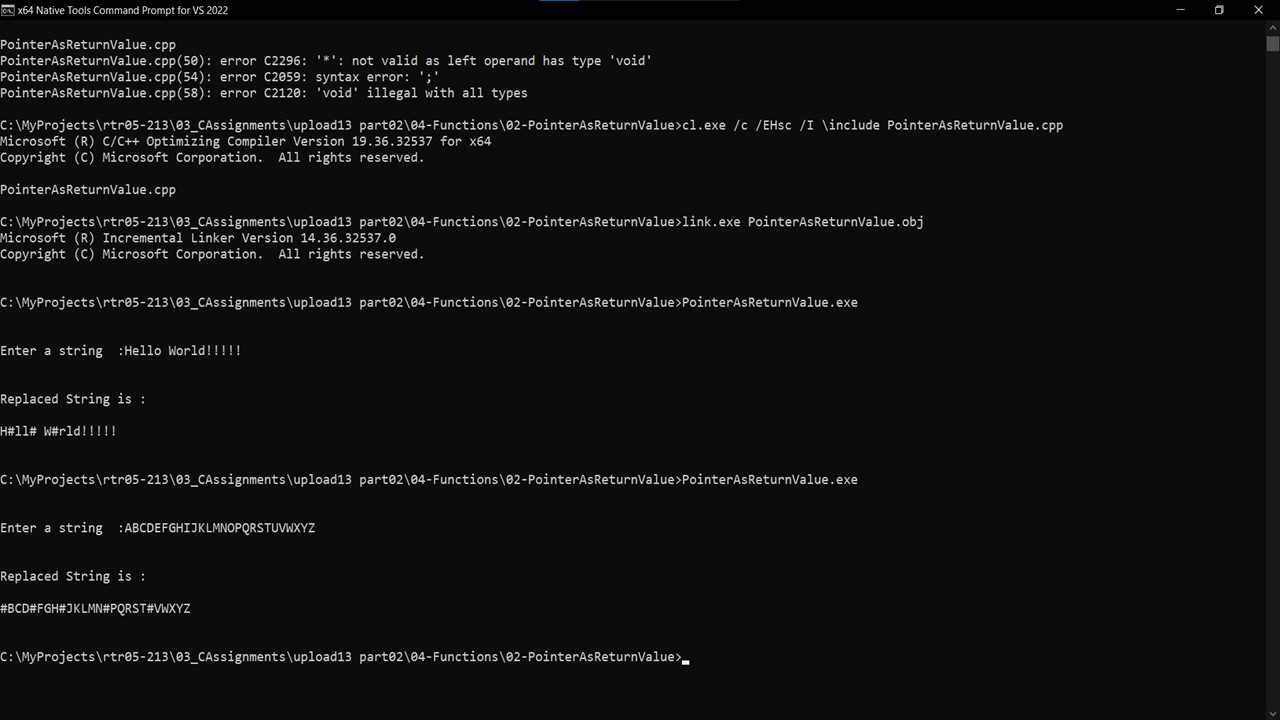 x64 Native Tools Command Prompt for VS 2022
PointerAsReturnValue.cpp
PointerAsReturnValue.cpp(50): error C2296: '*': not valid as left operand has type 'void'
PointerAsReturnValue.cpp(54): error C2059: syntax error: ';'
PointerAsReturnValue.cpp(58): error C2120: 'void' illegal with all types
C:\MyProjects\rtr05-213\03_CAssignments\upload13 part02\04-Functions\02-PointerAsReturnValue>cl.exe /c /EHsc /I \include PointerAsReturnValue.cpp
Microsoft (R) C/C++ Optimizing Compiler Version 19.36.32537 for x64
Copyright (C) Microsoft Corporation.  All rights reserved.
PointerAsReturnValue.cpp
C:\MyProjects\rtr05-213\03_CAssignments\upload13 part02\04-Functions\02-PointerAsReturnValue>link.exe PointerAsReturnValue.obj
Microsoft (R) Incremental Linker Version 14.36.32537.0
Copyright (C) Microsoft Corporation.  All rights reserved.
C:\MyProjects\rtr05-213\03_CAssignments\upload13 part02\04-Functions\02-PointerAsReturnValue>PointerAsReturnValue.exe
Enter a string  :Hello World!!!!!
Replaced String is :
H#ll# W#rld!!!!!
C:\MyProjects\rtr05-213\03_CAssignments\upload13 part02\04-Functions\02-PointerAsReturnValue>PointerAsReturnValue.exe
Enter a string  :ABCDEFGHIJKLMNOPQRSTUVWXYZ
Replaced String is :
#BCD#FGH#JKLMN#PQRST#VWXYZ
C:\MyProjects\rtr05-213\03_CAssignments\upload13 part02\04-Functions\02-PointerAsReturnValue>